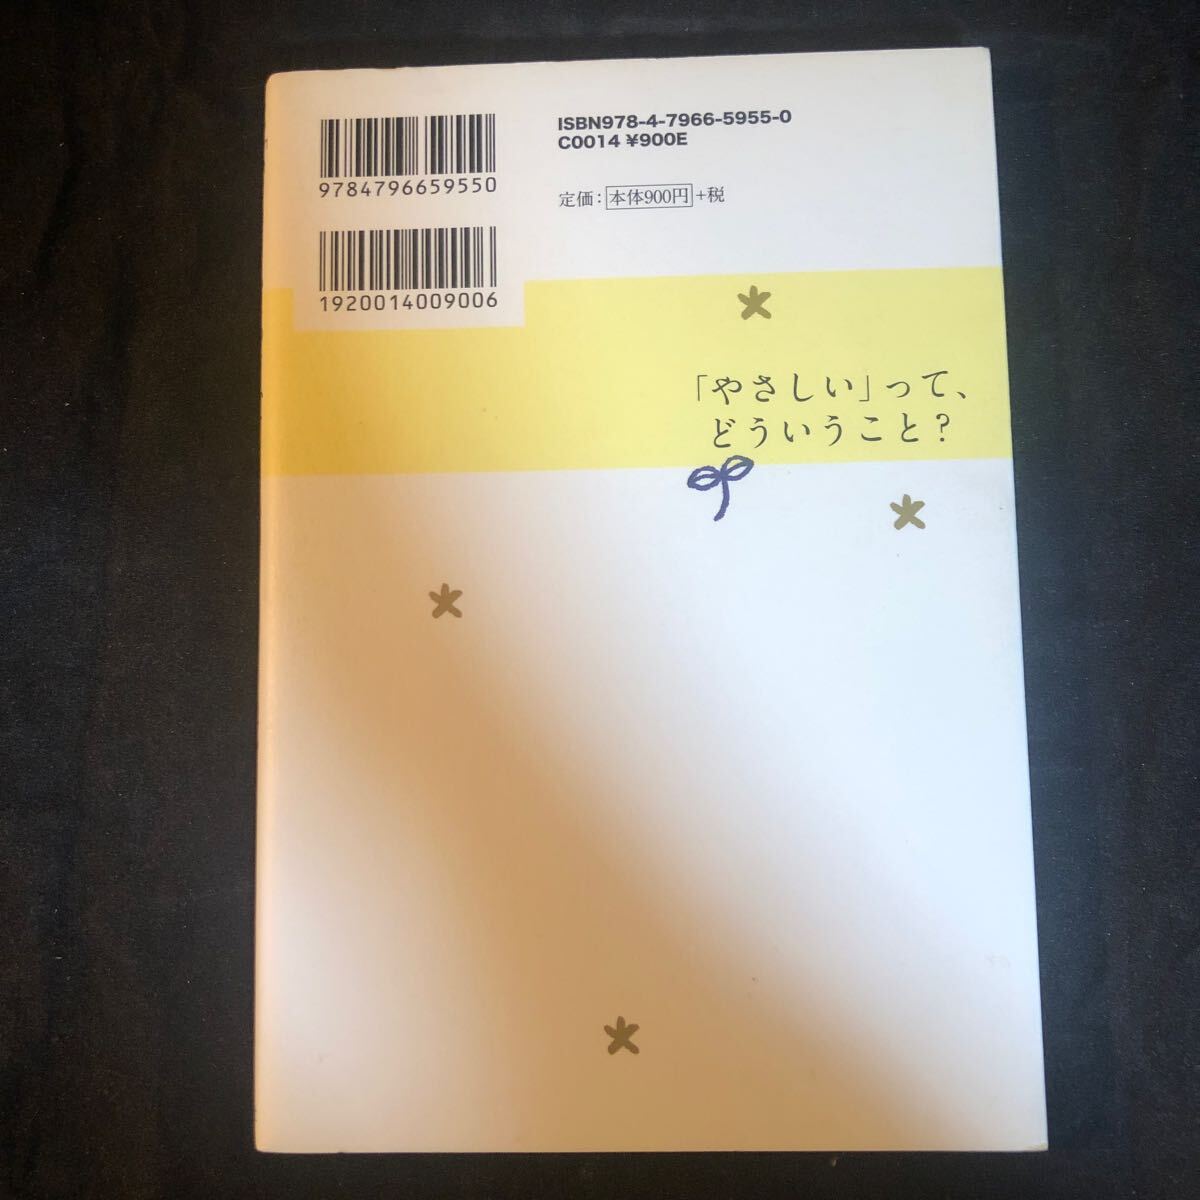 9784796659550
1920014009006
ISBN978-4-7966-5955-0
C0014 ¥900E
定価：本体900円+税
「やさしい」って、
どういうこと？